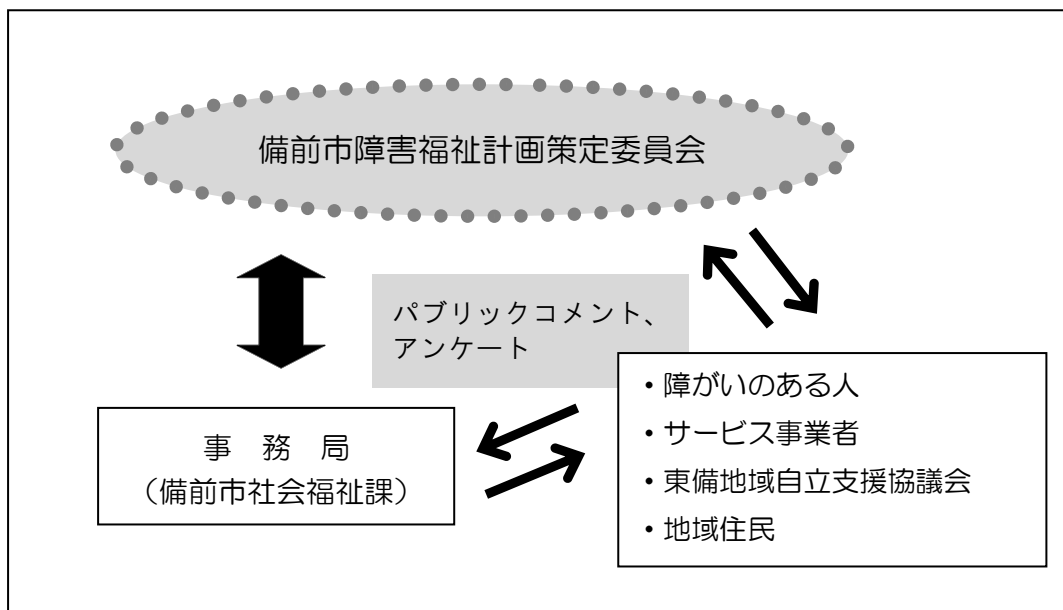 備前市障害福祉計画策定委員会
パブリックコメント、
アンケート
事　務　局
（備前市社会福祉課）
・障がいのある人
・サービス事業者
・東備地域自立支援協議会
・地域住民